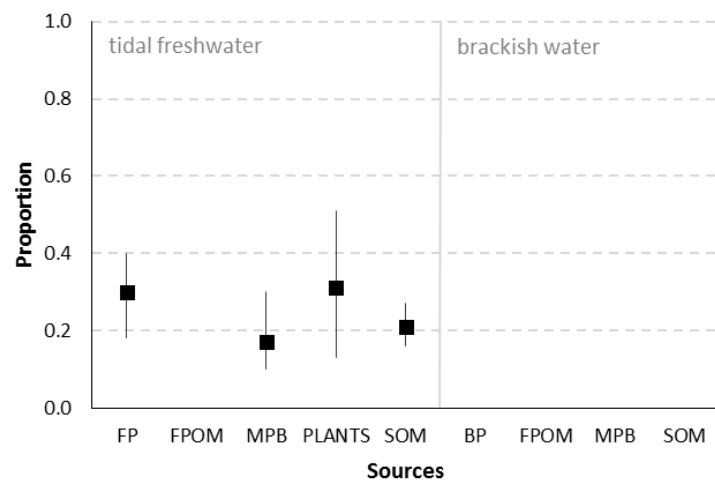 1.0
tidal freshwater
brackish water
0.8
0.6
Proportion
0.4
0.2
0.0
FP FPOM MPB PLANTS SOM BP FPOM MPB SOM
Sources